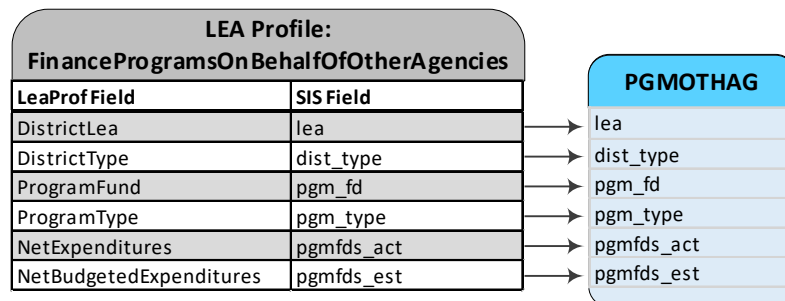 LEA Profile:
FinanceProgramsOnBehalfOfOtherAgencies
LeaProf Field SIS Field
DistrictLea lea
DistrictType dist_type
ProgramFund pgm_fd
ProgramType pgm_type
NetExpenditures pgmfds_act
NetBudgetedExpenditures pgmfds_est
PGMOTHAG
lea
dist_type
pgm_fd
pgm_type
pgmfds_act
pgmfds_est